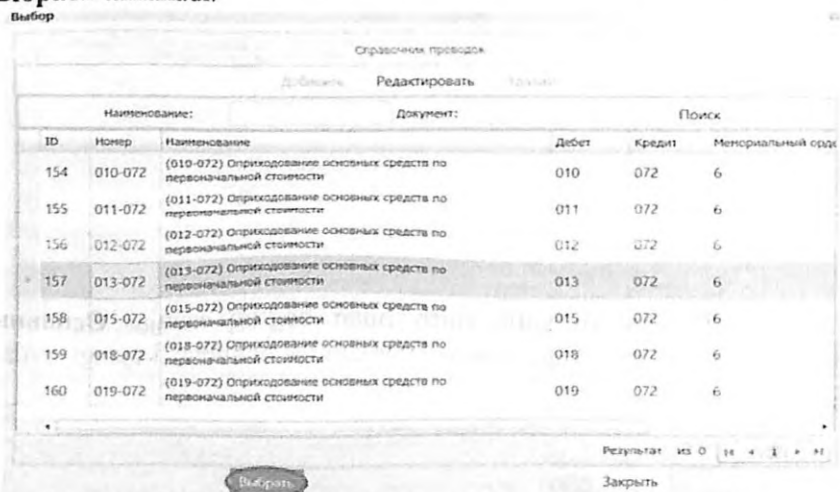 Выбор
Справочник проводок
Добавить Редактировать Удалить
Наименование: Документ: Поиск
ID Номер Наименование Дебет Кредит Мемориальный орде
154 010-072 (010-072) Оприходование основных средств по первоначальной стоимости 010 072 6
155 011-072 (011-072) Оприходование основных средств по первоначальной стоимости 011 072 6
156 012-072 (012-072) Оприходование основных средств по первоначальной стоимости 012 072 6
157 013-072 (013-072) Оприходование основных средств по первоначальной стоимости 013 072 6
158 015-072 (015-072) Оприходование основных средств по первоначальной стоимости 015 072 6
159 018-072 (018-072) Оприходование основных средств по первоначальной стоимости 018 072 6
160 019-072 (019-072) Оприходование основных средств по первоначальной стоимости 019 072 6
Результат из 0 1
Выбрать Закрыть